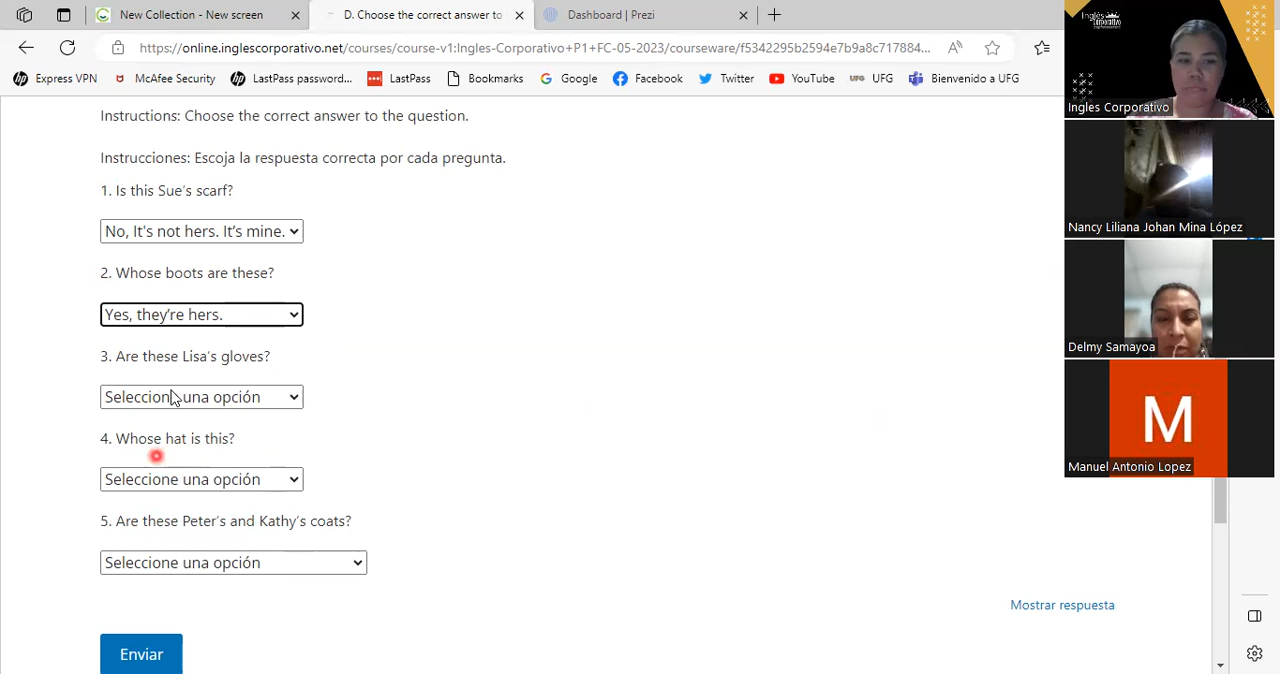 New Collection - New screen
D. Choose the correct answer to
Dashboard | Prezi
https://online.inglescorporativo.net/courses/course-v1:Ingles-Corporativo+P1+FC-05-2023/courseware/f5342295b2594e7b9a8c717884...
Express VPN
McAfee Security
LastPass password...
LastPass
Bookmarks
Google
Facebook
Twitter
YouTube
UFG
UFG
Bienvenido a UFG
Instructions: Choose the correct answer to the question.
Instrucciones: Escoja la respuesta correcta por cada pregunta.
1. Is this Sue's scarf?
No, It's not hers. It's mine.
2. Whose boots are these?
Yes, they're hers.
3. Are these Lisa's gloves?
Seleccione una opción
4. Whose hat is this?
Seleccione una opción
5. Are these Peter's and Kathy's coats?
Seleccione una opción
Mostrar respuesta
Enviar
Inglés
Corporativo
Ingles Corporativo
Nancy Liliana Johan Mina López
Delmy Samayoa
M
Manuel Antonio Lopez